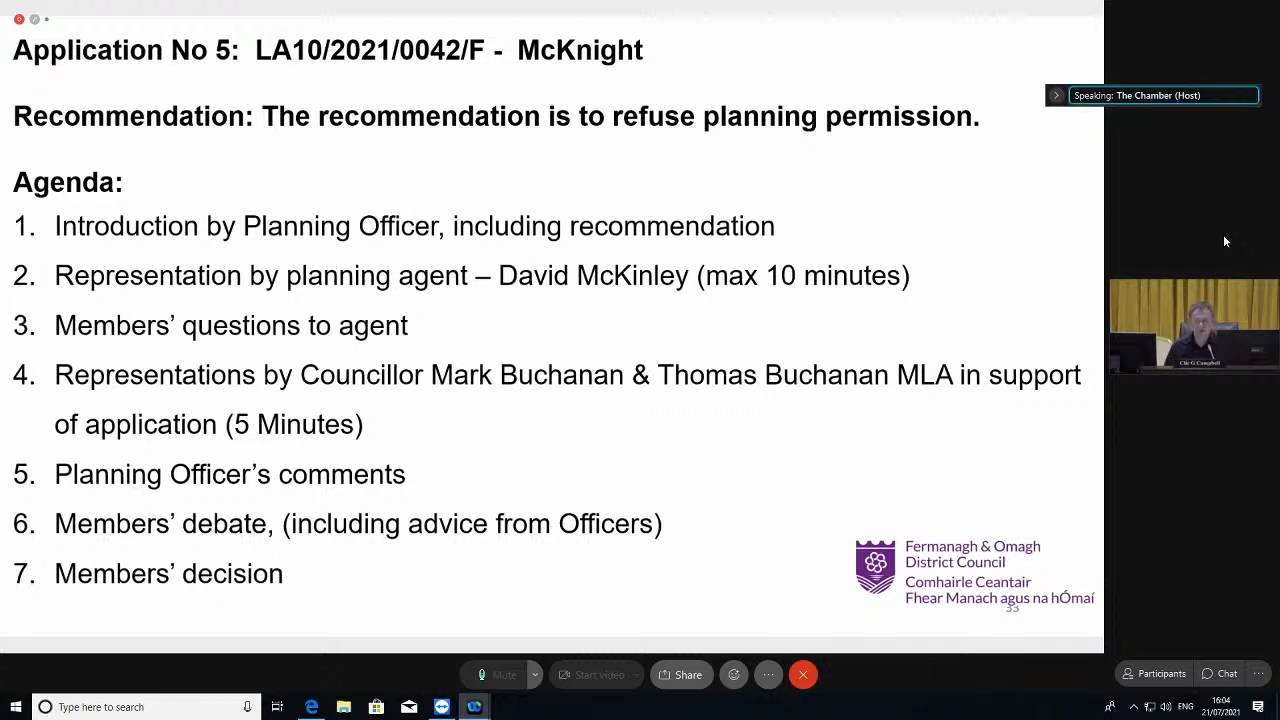 Application No 5: LA10/2021/0042/F - McKnight
Speaking: The Chamber (Host)
Recommendation: The recommendation is to refuse planning permission.
Agenda:
1. Introduction by Planning Officer, including recommendation
2. Representation by planning agent – David McKinley (max 10 minutes)
3. Members’ questions to agent
4. Representations by Councillor Mark Buchanan & Thomas Buchanan MLA in support
of application (5 Minutes)
5. Planning Officer’s comments
6. Members’ debate, (including advice from Officers)
7. Members’ decision
Cllr G Campbell
Fermanagh & Omagh
District Council
Comhairle Ceantair
Fhear Manach agus na hÓmaí
33
Mute
Start video
Share
Participants
Chat
Type here to search
ENG
16:04
21/07/2021